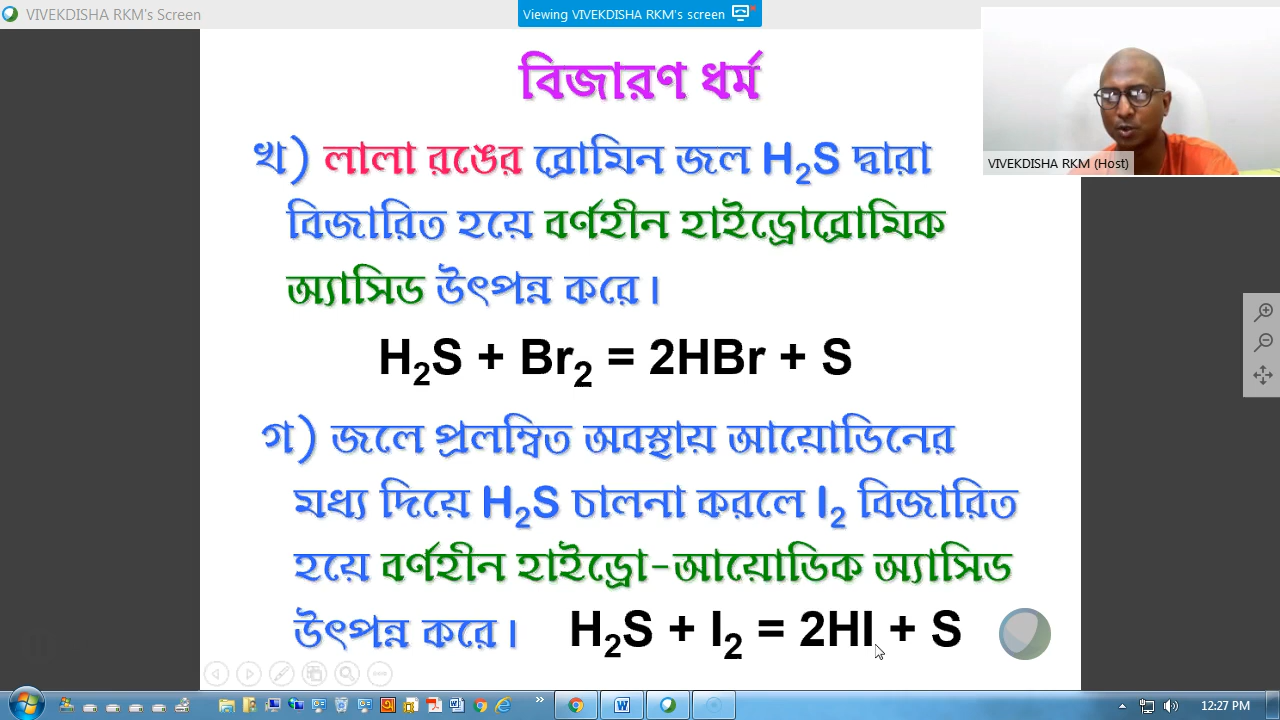 VIVEKDISHA RKM's Screen
Viewing VIVEKDISHA RKM's screen
VIVEKDISHA RKM (Host)
বিজারণ ধর্ম
খ) লালা রঙের ব্রোমিন জল H₂S দ্বারা
বিজারিত হয়ে বর্ণহীন হাইড্রোব্রোমিক
অ্যাসিড উৎপন্ন করে।
H₂S + Br₂ = 2HBr + S
গ) জলে প্রলম্বিত অবস্থায় আয়োডিনের
মধ্য দিয়ে H₂S চালনা করলে I₂ বিজারিত
হয়ে বর্ণহীন হাইড্রো-আয়োডিক অ্যাসিড
উৎপন্ন করে। H₂S + I₂ = 2HI + S
12:27 PM